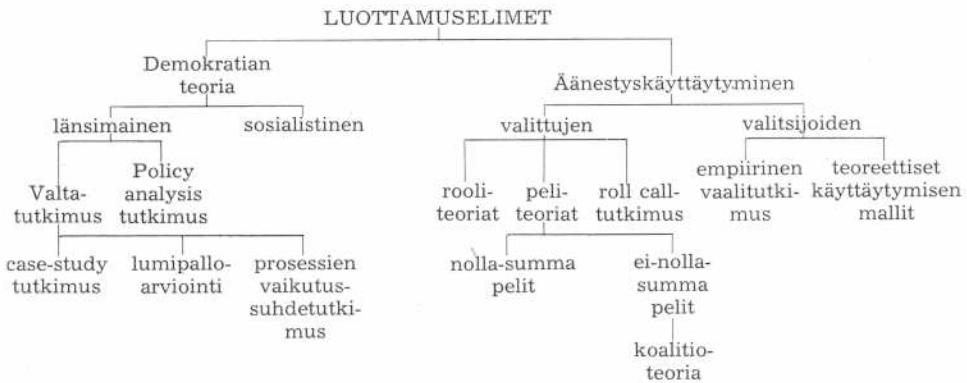 LUOTTAMUSELIMET
Demokratian
teoria
Äänestyskäyttäytyminen
länsimainen
sosialistinen
valittujen
valitsijoiden
Valta-
tutkimus
Policy
analysis
tutkimus
rooli-
teoriat
peli-
teoriat
roll call-
tutkimus
empiirinen
vaalitutki-
mus
teoreettiset
käyttäytymisen
mallit
case-study
tutkimus
lumipallo-
arviointi
prosessien
vaikutus-
suhdetutki-
mus
nolla-summa
pelit
ei-nolla-
summa
pelit
koalitio-
teoria